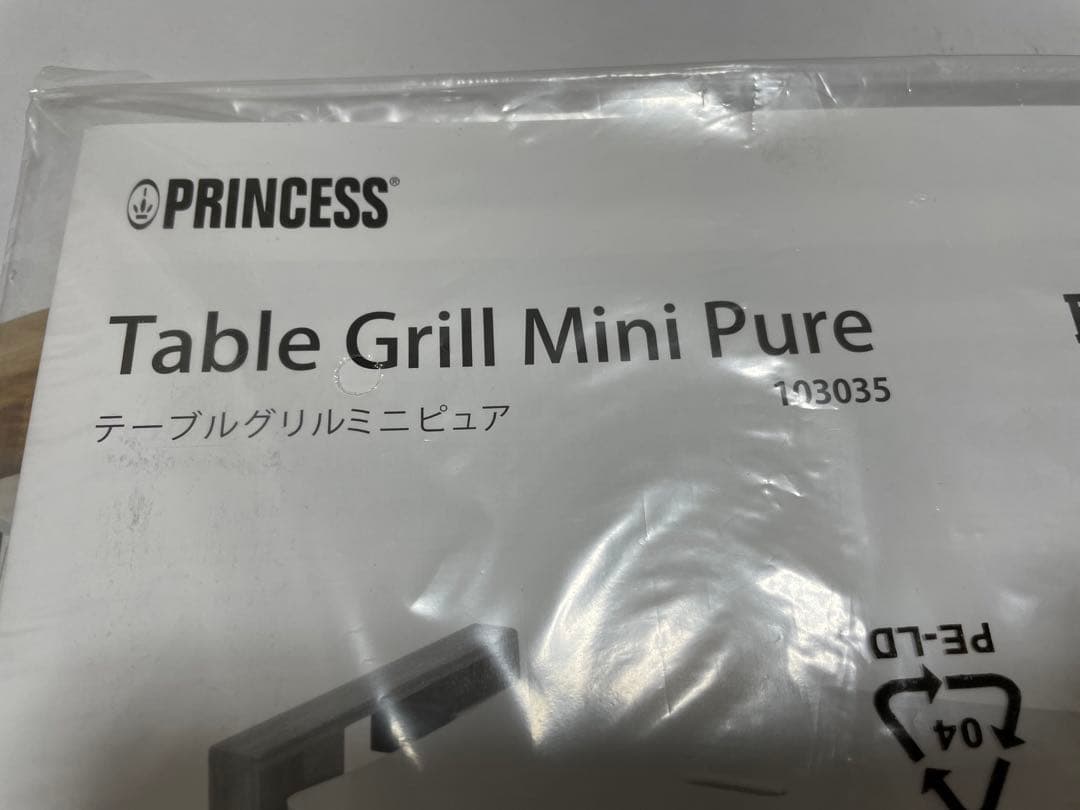 PRINCESS®
Table Grill Mini Pure
103035
テーブルグリルミニピュア
PE-LD
04